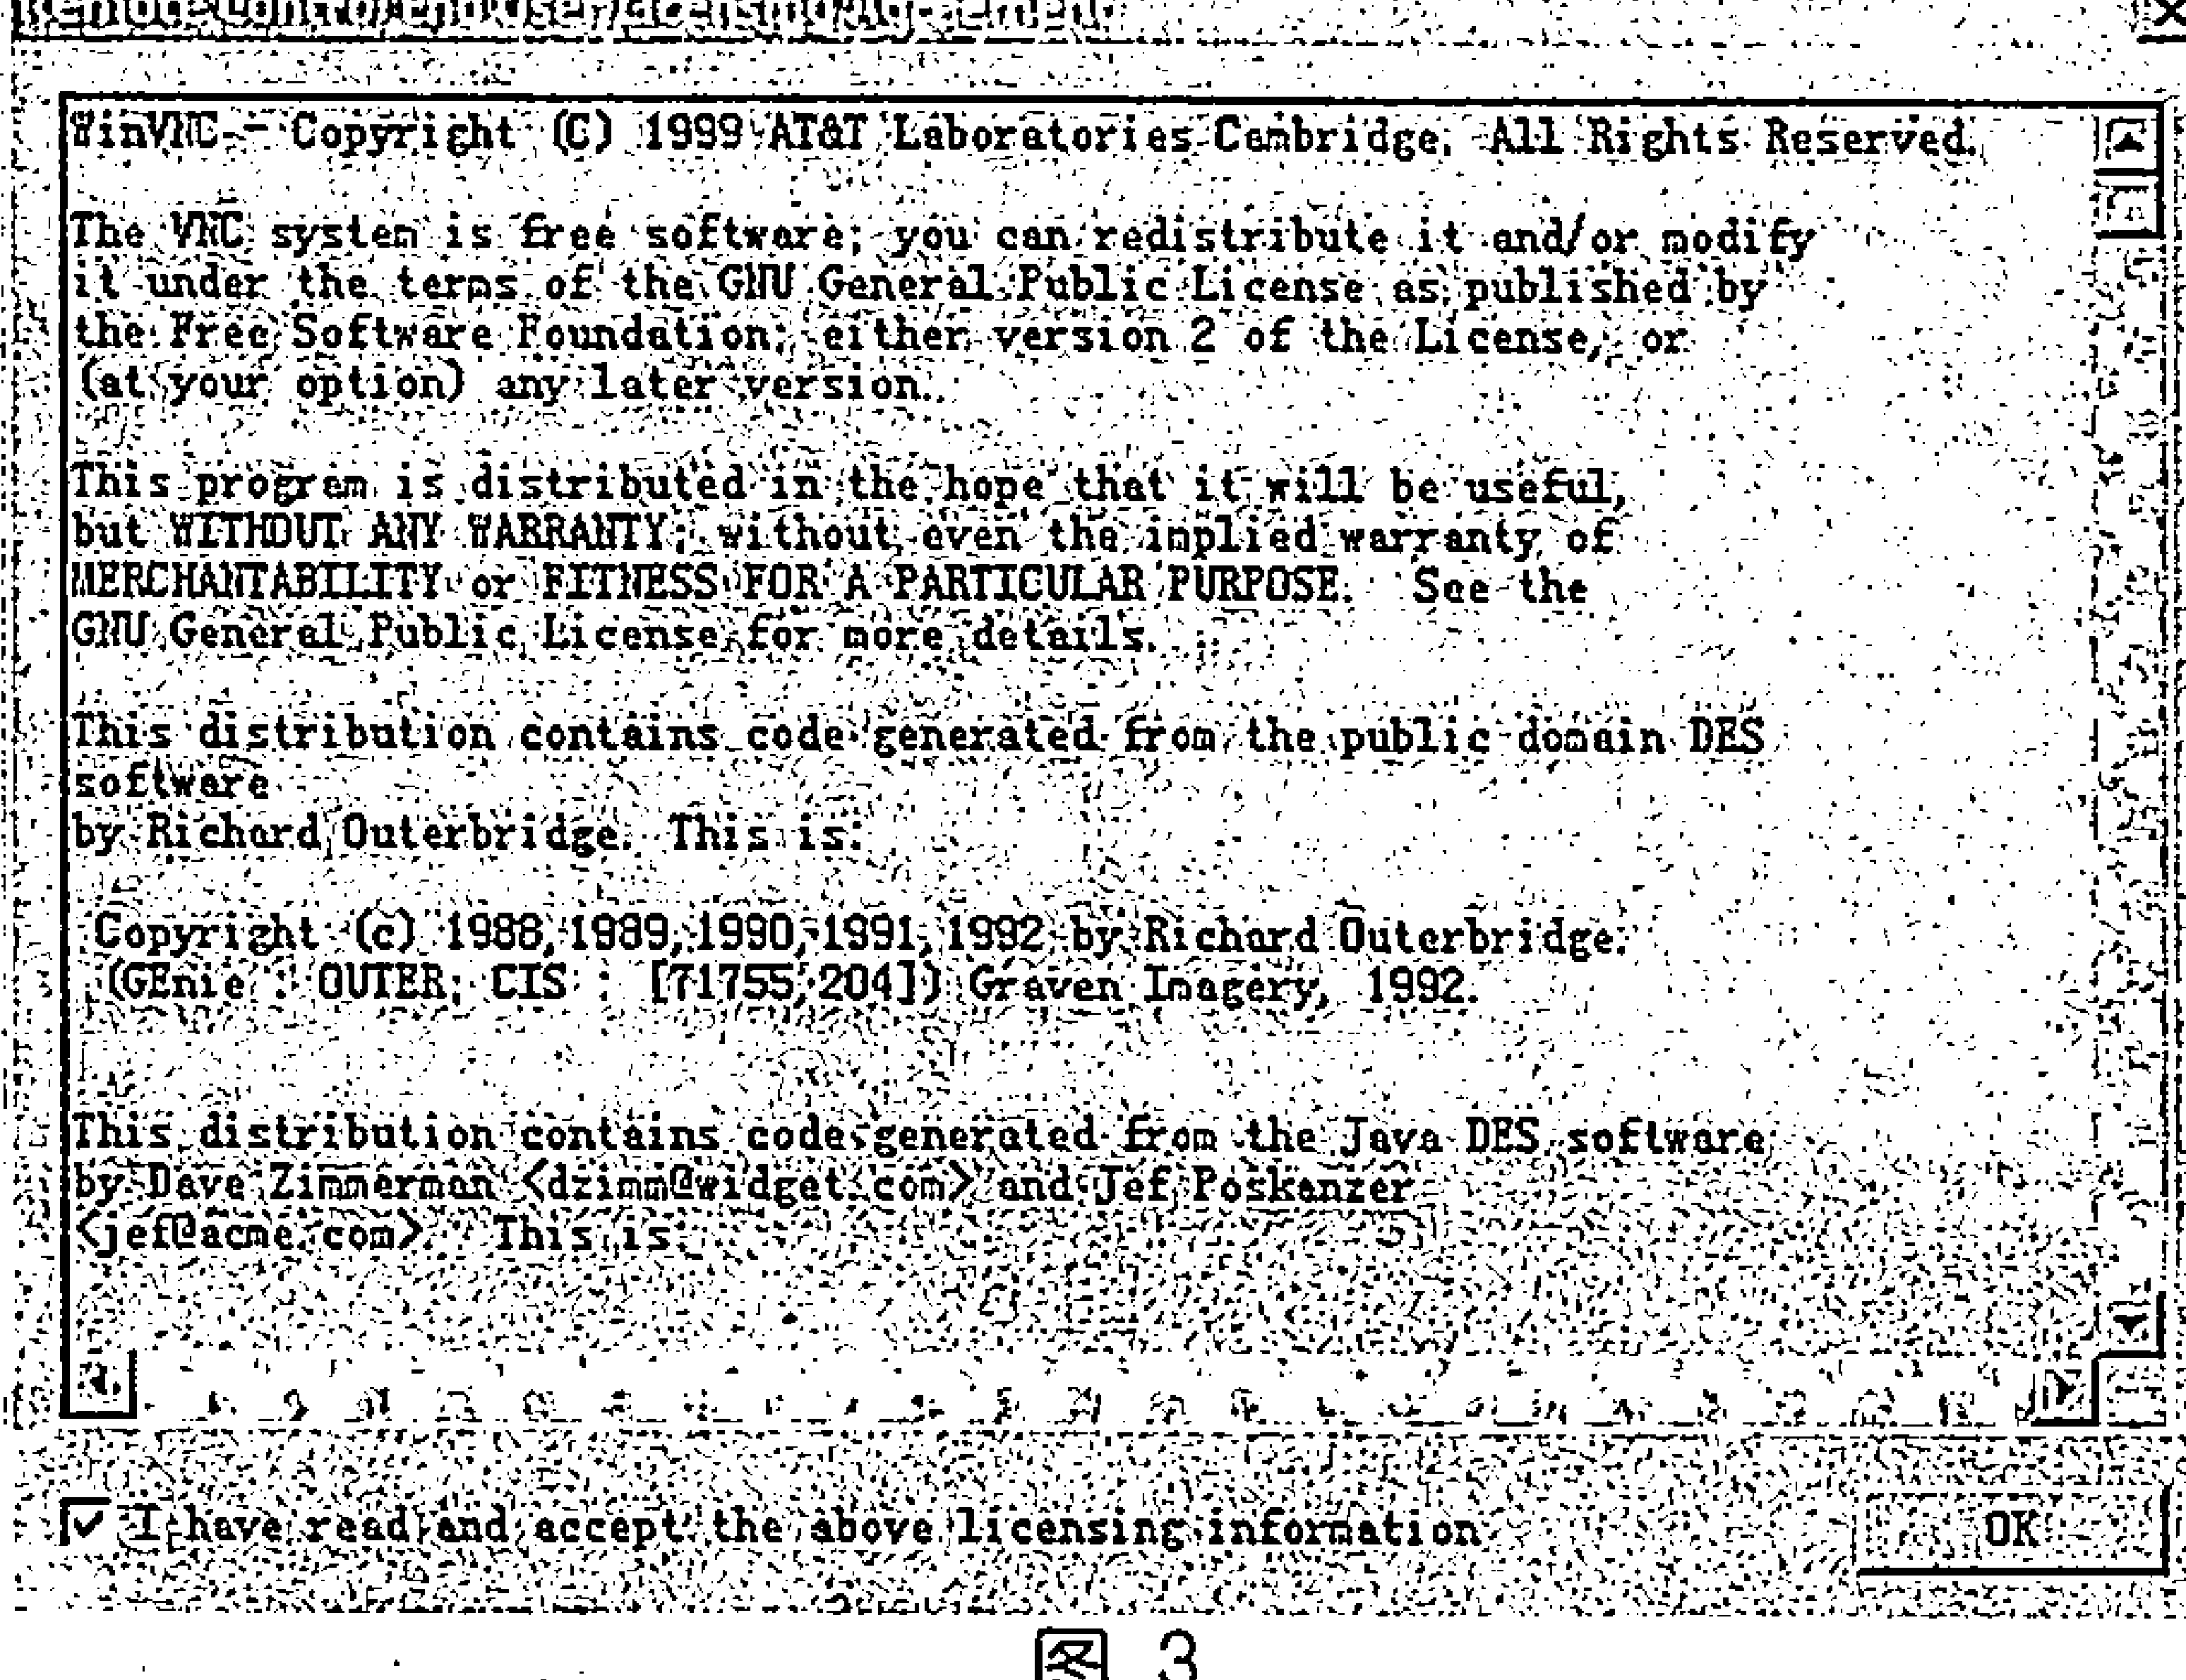 Remote Control End User Licensing Agreement
WinVNC - Copyright (C) 1999 AT&T Laboratories Cambridge. All Rights Reserved.
The VNC system is free software; you can redistribute it and/or modify
it under the terms of the GNU General Public License as published by
the Free Software Foundation; either version 2 of the License, or
(at your option) any later version.
This program is distributed in the hope that it will be useful,
but WITHOUT ANY WARRANTY; without even the implied warranty of
MERCHANTABILITY or FITNESS FOR A PARTICULAR PURPOSE. See the
GNU General Public License for more details.
This distribution contains code generated from the public domain DES
software
by Richard Outerbridge. This is:
Copyright (c) 1988,1989,1990,1991,1992 by Richard Outerbridge.
(GEnie : OUTER; CIS : [71755,204]) Graven Imagery, 1992.
This distribution contains code generated from the Java DES software
by Dave Zimmerman <dzimm@widget.com> and Jef Poskanzer
<jef@acme.com>. This is:
I have read and accept the above licensing information
OK
图 3